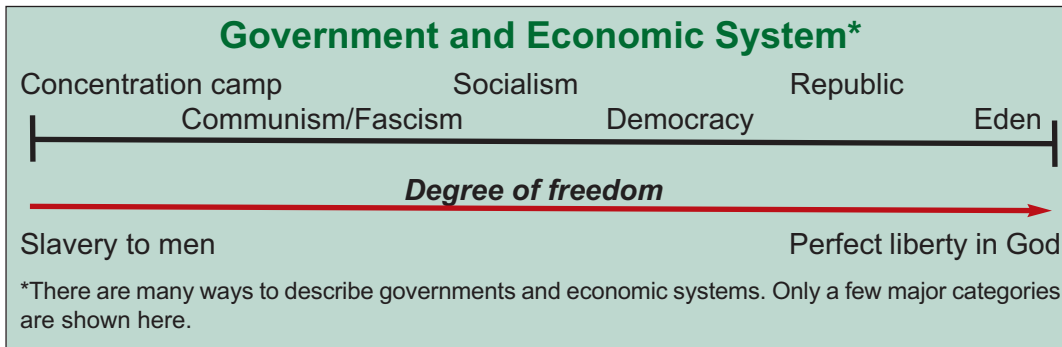 Government and Economic System*
Concentration camp Socialism Republic
Communism/Fascism Democracy Eden
Degree of freedom
Slavery to men Perfect liberty in God
*There are many ways to describe governments and economic systems. Only a few major categories
are shown here.